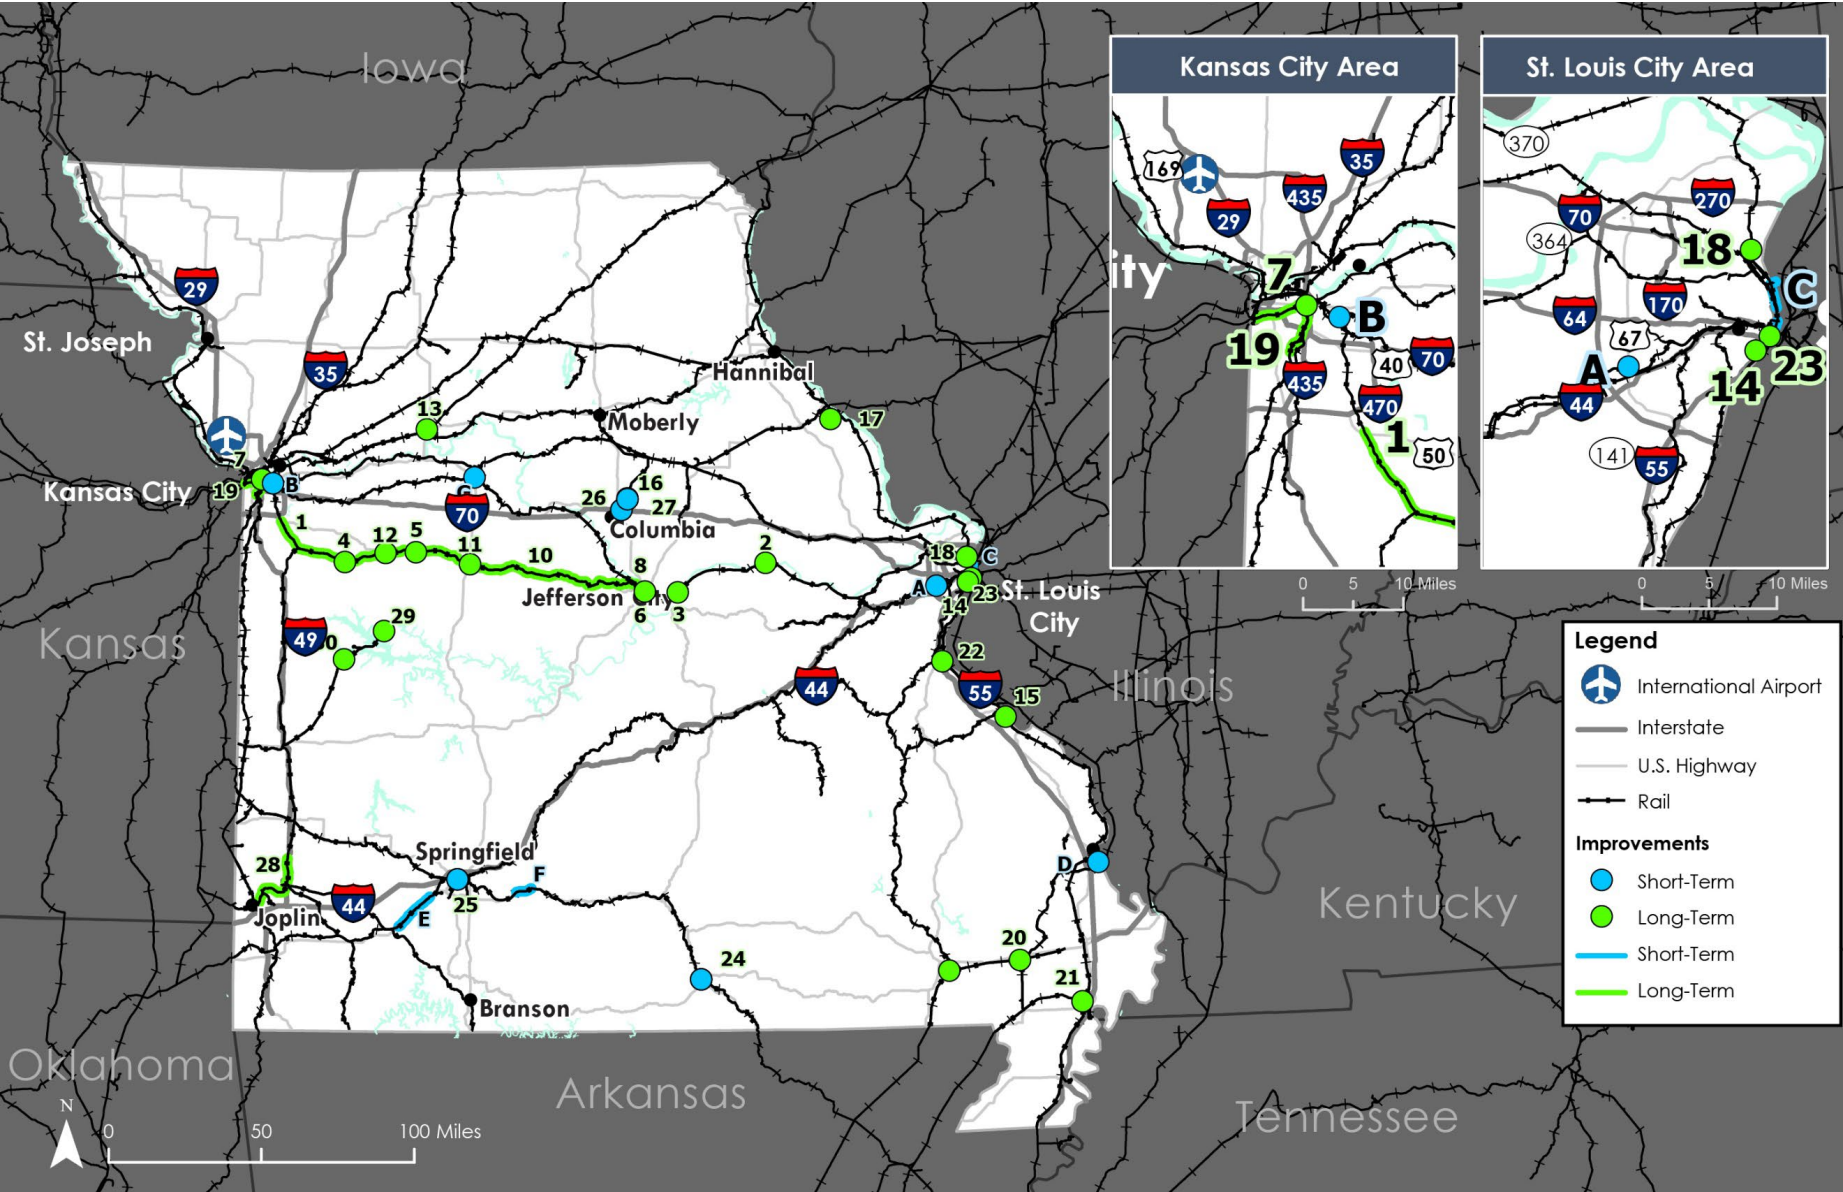 Iowa
Kansas City Area
St. Louis City Area
169
35
435
29
ity
7
B
19
435
40
70
470
1
50
0
5
10 Miles
370
70
270
364
18
C
170
64
67
A
23
14
44
141
55
0
5
10 Miles
29
St. Joseph
35
Hannibal
13
Moberly
17
7
Kansas City
19
B
70
16
26
27
Columbia
1
4
12
5
11
10
8
2
18
C
Jefferson City
6
3
A
14
23
St. Louis
City
Kansas
49
29
0
22
44
55
15
Illinois
Springfield
F
D
28
44
25
Joplin
E
Kentucky
24
20
21
Branson
Oklahoma
Arkansas
Tennessee
N
0
50
100 Miles
Legend
International Airport
Interstate
U.S. Highway
Rail
Improvements
Short-Term
Long-Term
Short-Term
Long-Term